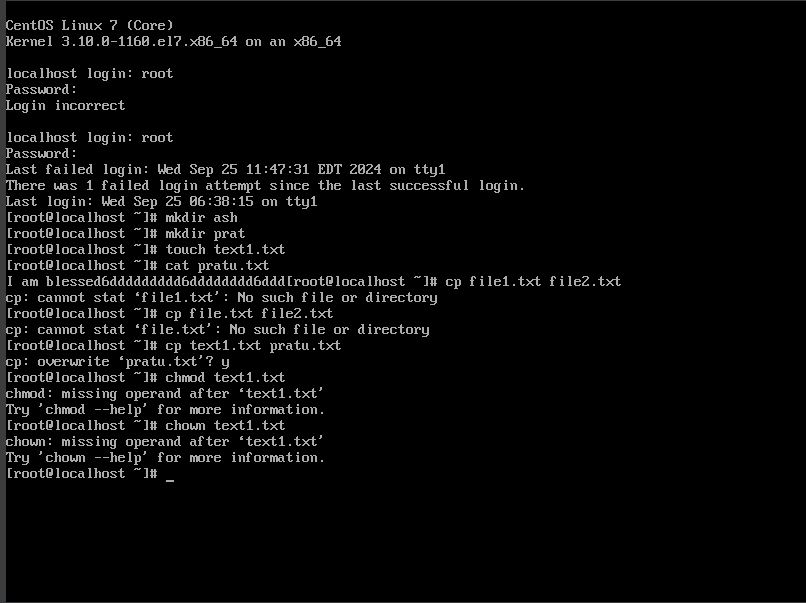 CentOS Linux 7 (Core)
Kernel 3.10.0-1160.el7.x86_64 on an x86_64
localhost login: root
Password:
Login incorrect
localhost login: root
Password:
Last failed login: Wed Sep 25 11:47:31 EDT 2024 on tty1
There was 1 failed login attempt since the last successful login.
Last login: Wed Sep 25 06:38:15 on tty1
[root@localhost ~]# mkdir ash
[root@localhost ~]# mkdir prat
[root@localhost ~]# touch text1.txt
[root@localhost ~]# cat pratu.txt
I am blessed6ddddddddd6dddddddd6ddd[root@localhost ~]# cp file1.txt file2.txt
cp: cannot stat ‘file1.txt’: No such file or directory
[root@localhost ~]# cp file.txt file2.txt
cp: cannot stat ‘file.txt’: No such file or directory
[root@localhost ~]# cp text1.txt pratu.txt
cp: overwrite ‘pratu.txt’? y
[root@localhost ~]# chmod text1.txt
chmod: missing operand after ‘text1.txt’
Try 'chmod --help' for more information.
[root@localhost ~]# chown text1.txt
chown: missing operand after ‘text1.txt’
Try 'chown --help' for more information.
[root@localhost ~]# _